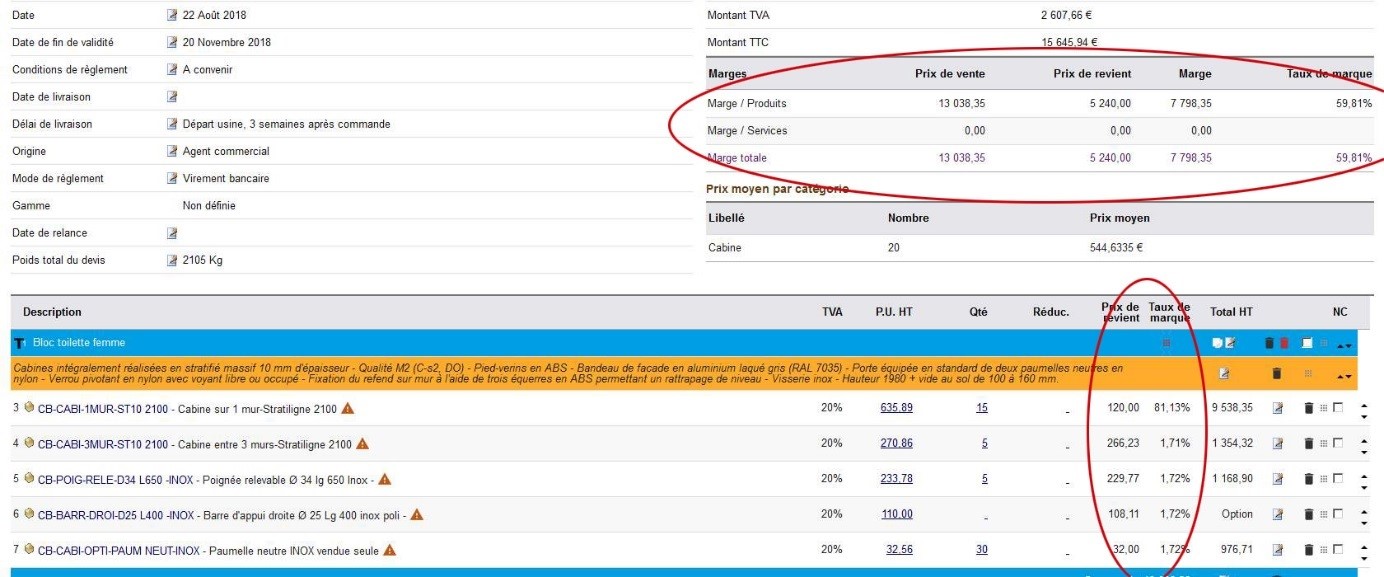 Date 22 Août 2018
Date de fin de validité 20 Novembre 2018
Conditions de règlement A convenir
Date de livraison
Délai de livraison Départ usine, 3 semaines après commande
Origine Agent commercial
Mode de règlement Virement bancaire
Gamme Non définie
Date de relance
Poids total du devis 2105 Kg
Montant TVA 2 607,66 €
Montant TTC 15 645,94 €
Marges Prix de vente Prix de revient Marge Taux de marque
Marge / Produits 13 038,35 5 240,00 7 798,35 59,81%
Marge / Services 0,00 0,00 0,00
Marge totale 13 038,35 5 240,00 7 798,35 59,81%
Prix moyen par catégorie
Libellé Nombre Prix moyen
Cabine 20 544,6335 €
Description TVA P.U. HT Qté Réduc. Prix de revient Taux de marque Total HT NC
Bloc toilette femme
Cabines intégralement réalisées en stratifié massif 10 mm d'épaisseur - Qualité M2 (C-s2, DO) - Pied-verins en ABS - Bandeau de facade en aluminium laqué gris (RAL 7035) - Porte équipée en standard de deux paumelles neutres en
nylon - Verrou pivotant en nylon avec voyant libre ou occupé - Fixation du refend sur mur à l'aide de trois équerres en ABS permettant un rattrapage de niveau - Visserie inox - Hauteur 1980 + vide au sol de 100 à 160 mm.
3 CB-CABI-1MUR-ST10 2100 - Cabine sur 1 mur-Stratiligne 2100 20% 635.89 15 - 120,00 81,13% 9 538,35
4 CB-CABI-3MUR-ST10 2100 - Cabine entre 3 murs-Stratiligne 2100 20% 270.86 5 - 266,23 1,71% 1 354,32
5 CB-POIG-RELE-D34 L650 -INOX - Poignée relevable Ø 34 lg 650 Inox - 20% 233.78 5 - 229,77 1,72% 1 168,90
6 CB-BARR-DROI-D25 L400 -INOX - Barre d'appui droite Ø 25 Lg 400 inox poli - 20% 110.00 - - 108,11 1,72% Option
7 CB-CABI-OPTI-PAUM NEUT-INOX - Paumelle neutre INOX vendue seule 20% 32.56 30 - 32,00 1,72% 976,71